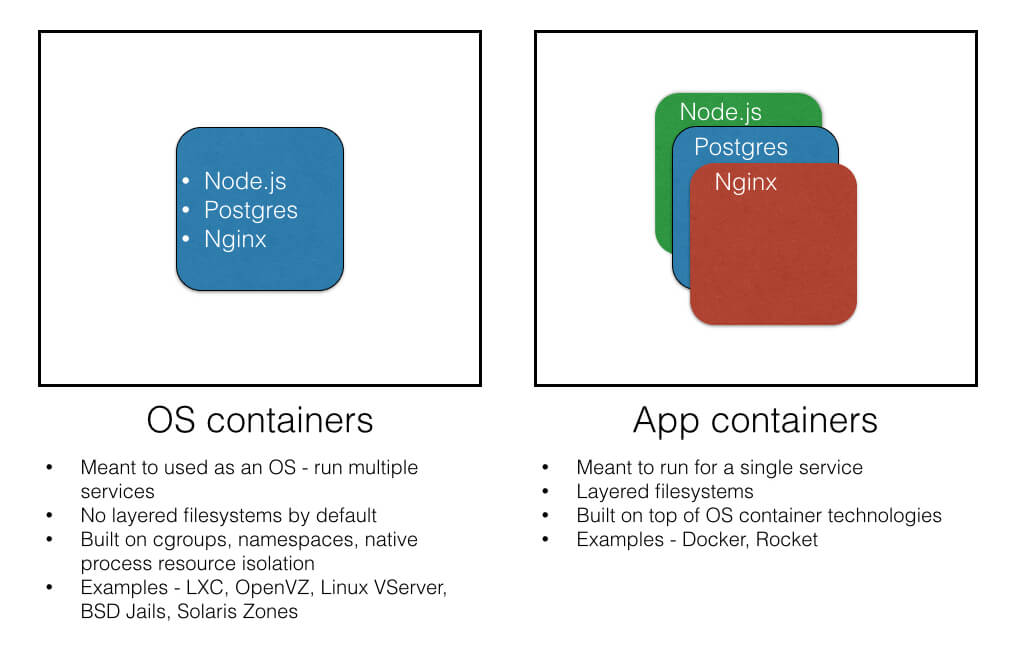 • Node.js
• Postgres
• Nginx
Node.js
Postgres
Nginx
OS containers
• Meant to used as an OS - run multiple
services
• No layered filesystems by default
• Built on cgroups, namespaces, native
process resource isolation
• Examples - LXC, OpenVZ, Linux VServer,
BSD Jails, Solaris Zones
App containers
• Meant to run for a single service
• Layered filesystems
• Built on top of OS container technologies
• Examples - Docker, Rocket